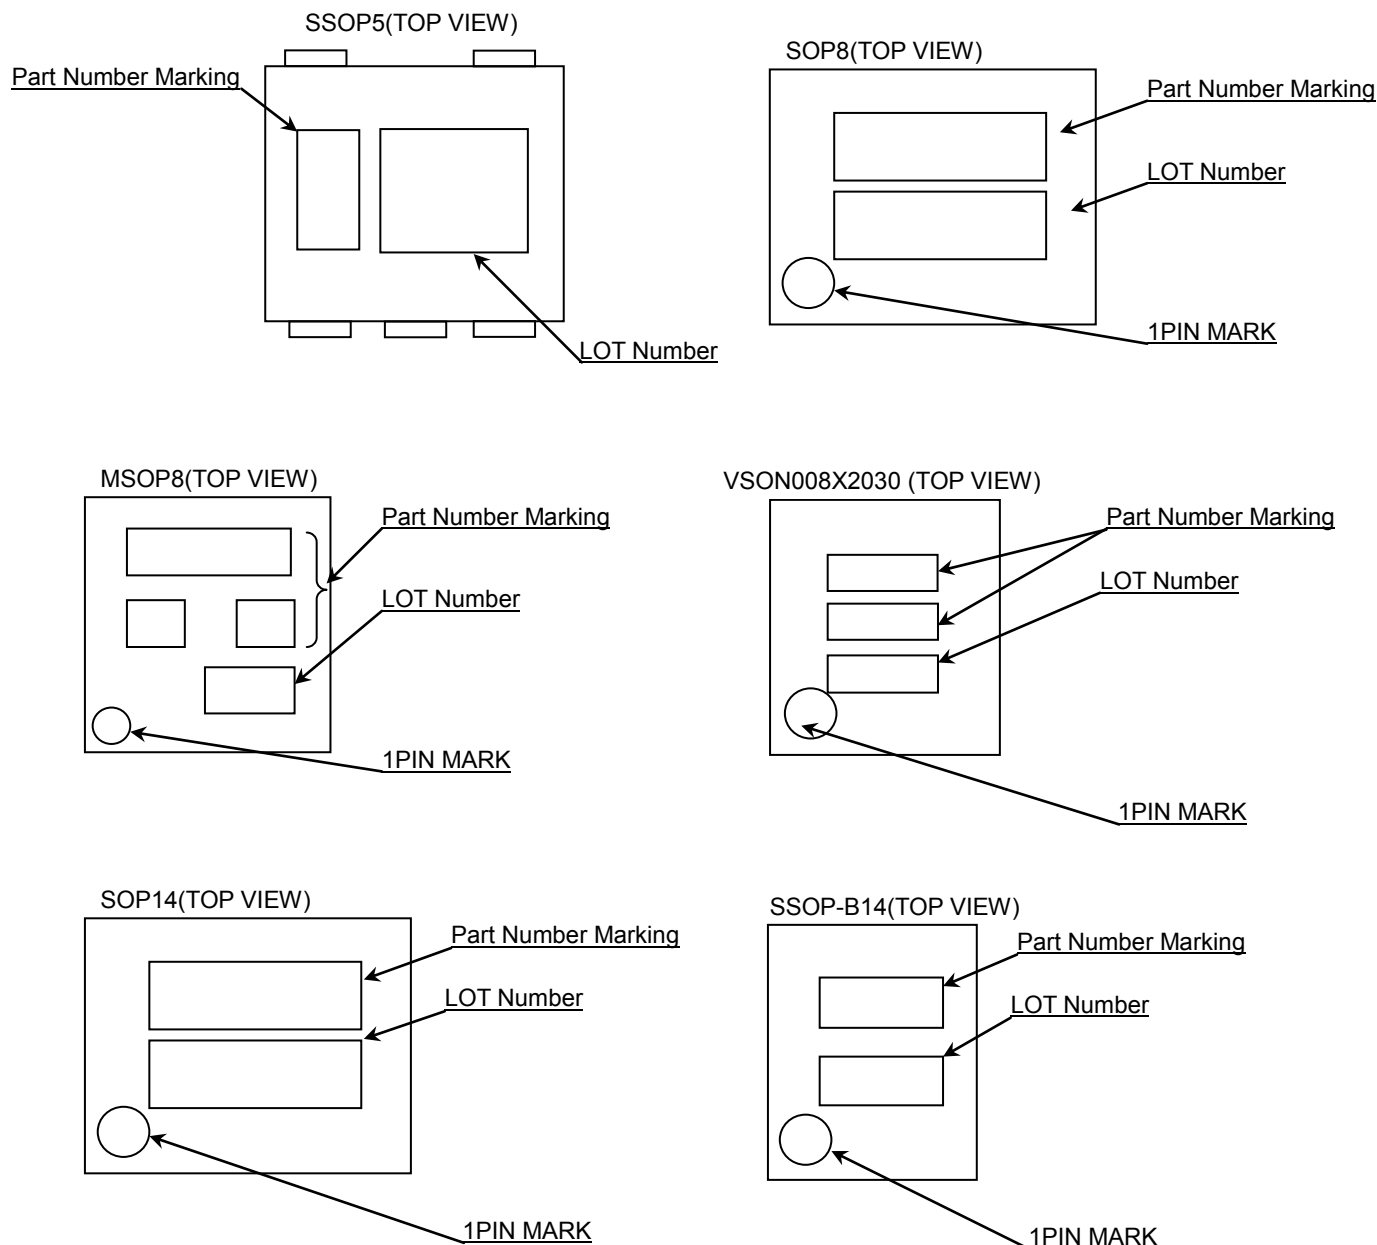 SSOP5(TOP VIEW)
Part Number Marking
LOT Number
SOP8(TOP VIEW)
Part Number Marking
LOT Number
1PIN MARK
MSOP8(TOP VIEW)
Part Number Marking
LOT Number
1PIN MARK
VSON008X2030 (TOP VIEW)
Part Number Marking
LOT Number
1PIN MARK
SOP14(TOP VIEW)
Part Number Marking
LOT Number
1PIN MARK
SSOP-B14(TOP VIEW)
Part Number Marking
LOT Number
1PIN MARK